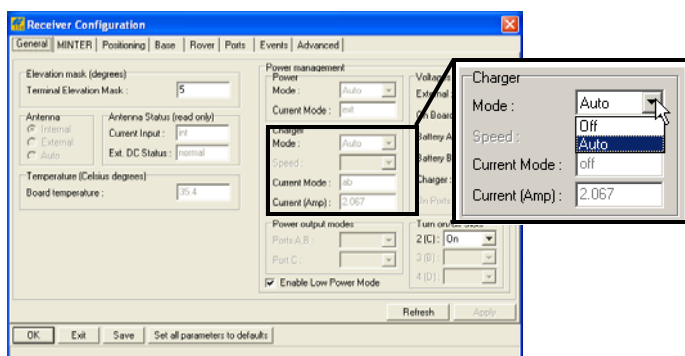 Receiver Configuration
General MINTER Positioning Base Rover Ports Events Advanced
Elevation mask (degrees)
Terminal Elevation Mask : 5
Antenna
Internal
External
Auto
Antenna Status (read only)
Current Input : int
Ext. DC Status : normal
Temperature (Celsius degrees)
Board temperature : 35.4
Power management
Power
Mode : Auto
Current Mode : ext
Charger
Mode : Auto
Speed :
Current Mode : ab
Current (Amp) : 2.067
Power output modes
Ports A,B :
Port C :
Enable Low Power Mode
Voltages
External
On Board
Battery A
Battery B
Charger :
On Ports
2 (C) : On
3 (B) :
4 (D) :
Refresh Apply
OK Exit Save Set all parameters to defaults
Charger
Mode : Auto
Off
Auto
Speed :
Current Mode : off
Current (Amp) : 2.067